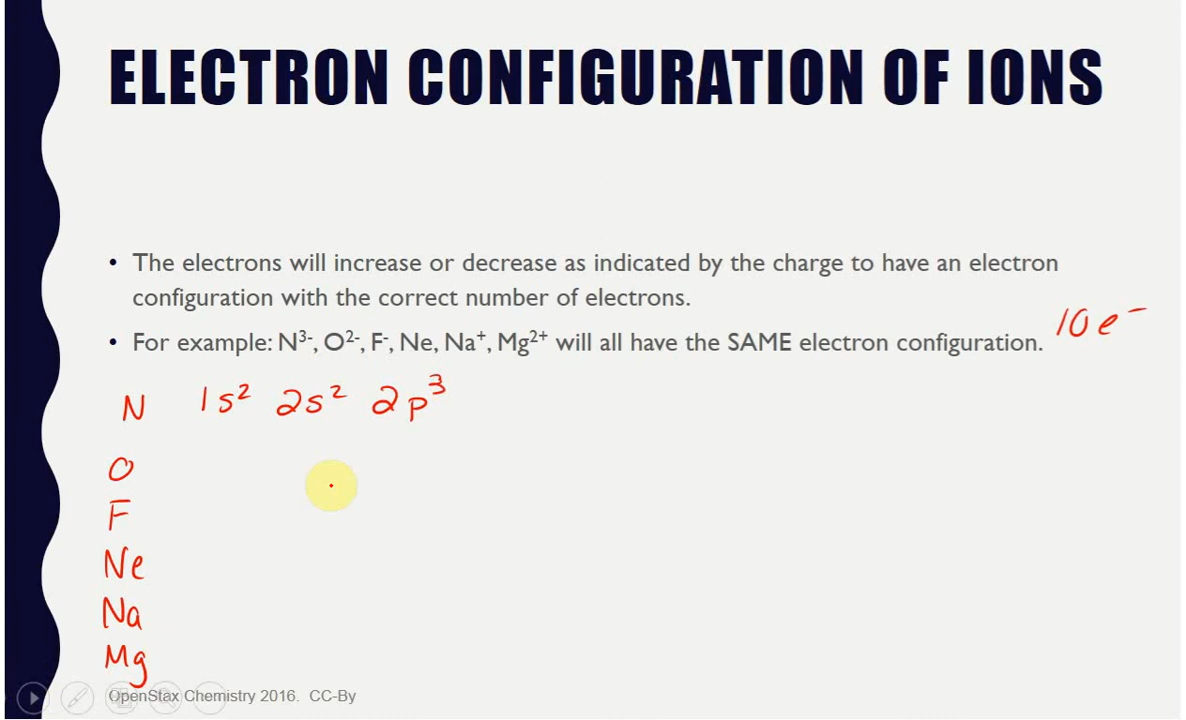 ELECTRON CONFIGURATION OF IONS
• The electrons will increase or decrease as indicated by the charge to have an electron
configuration with the correct number of electrons.
• For example: N³⁻, O²⁻, F⁻, Ne, Na⁺, Mg²⁺ will all have the SAME electron configuration. 10e⁻
N 1s² 2s² 2p³
O
F
Ne
Na
Mg
OpenStax Chemistry 2016. CC-By